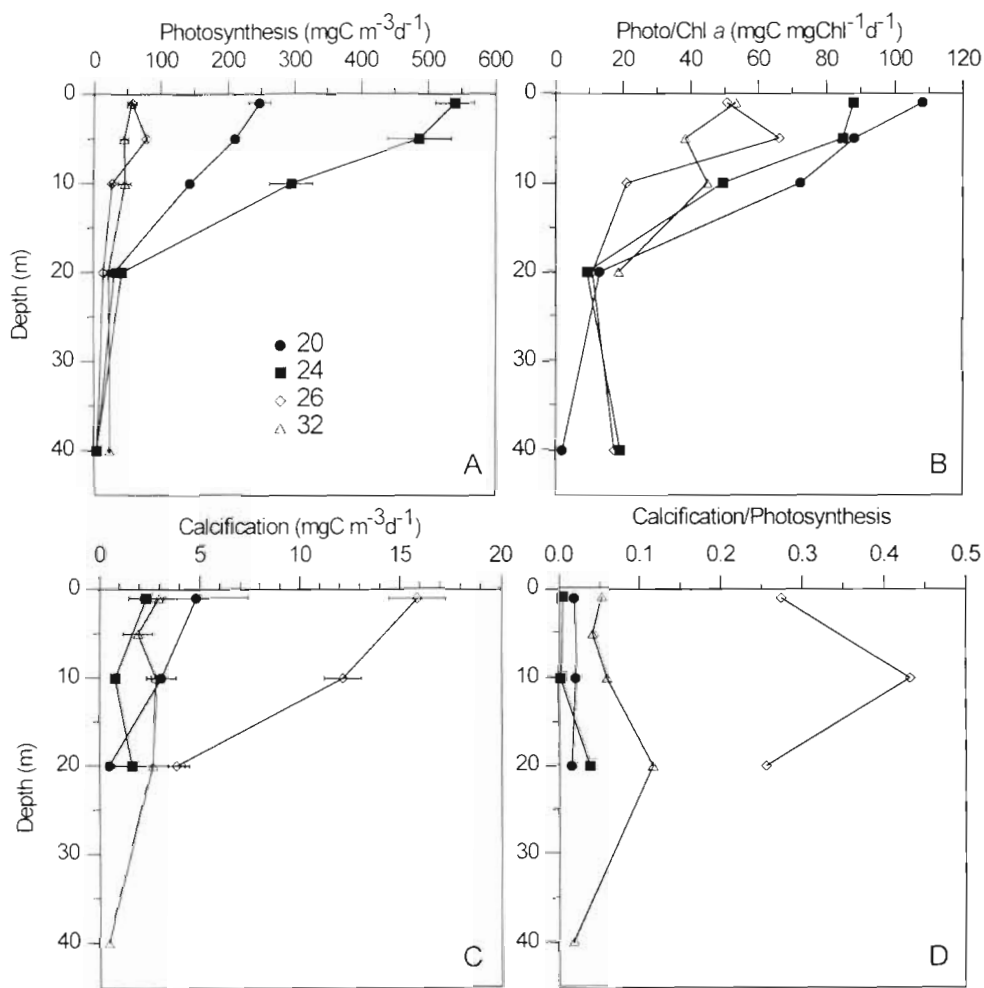 Photosynthesis (mgC m⁻³d⁻¹)
0 100 200 300 400 500 600
0
10
20
30
40
Depth (m)
20
24
26
32
A
Photo/Chl a (mgC mgChl⁻¹d⁻¹)
0 20 40 60 80 100 120
0
10
20
30
40
B
Calcification (mgC m⁻³d⁻¹)
0 5 10 15 20
0
10
20
30
40
Depth (m)
C
Calcification/Photosynthesis
0.0 0.1 0.2 0.3 0.4 0.5
0
10
20
30
40
D